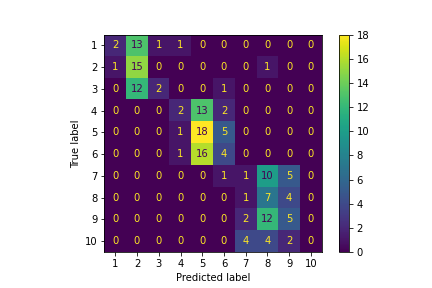 1 2 13 1 1 0 0 0 0 0 0
2 1 15 0 0 0 0 0 1 0 0
3 0 12 2 0 0 1 0 0 0 0
4 0 0 0 2 13 2 0 0 0 0
5 0 0 0 1 18 5 0 0 0 0
6 0 0 0 1 16 4 0 0 0 0
7 0 0 0 0 0 1 1 10 5 0
8 0 0 0 0 0 0 1 7 4 0
9 0 0 0 0 0 0 2 12 5 0
10 0 0 0 0 0 0 4 4 2 0
1 2 3 4 5 6 7 8 9 10
True label
Predicted label
18
16
14
12
10
8
6
4
2
0